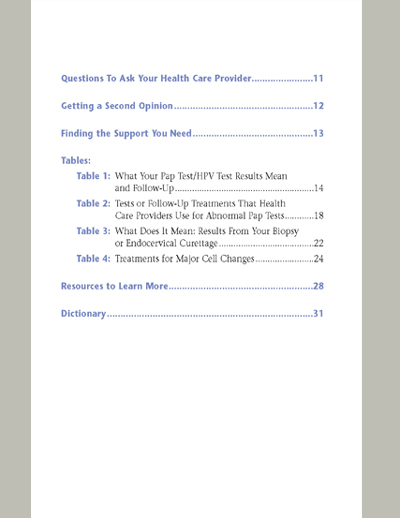 Questions To Ask Your Health Care Provider.......................11
Getting a Second Opinion.....................................................12
Finding the Support You Need..............................................13
Tables:
Table 1: What Your Pap Test/HPV Test Results Mean
and Follow-Up......................................................14
Table 2: Tests or Follow-Up Treatments That Health
Care Providers Use for Abnormal Pap Tests...........18
Table 3: What Does It Mean: Results From Your Biopsy
or Endocervical Curettage.....................................22
Table 4: Treatments for Major Cell Changes.......................24
Resources to Learn More.......................................................28
Dictionary...............................................................................31